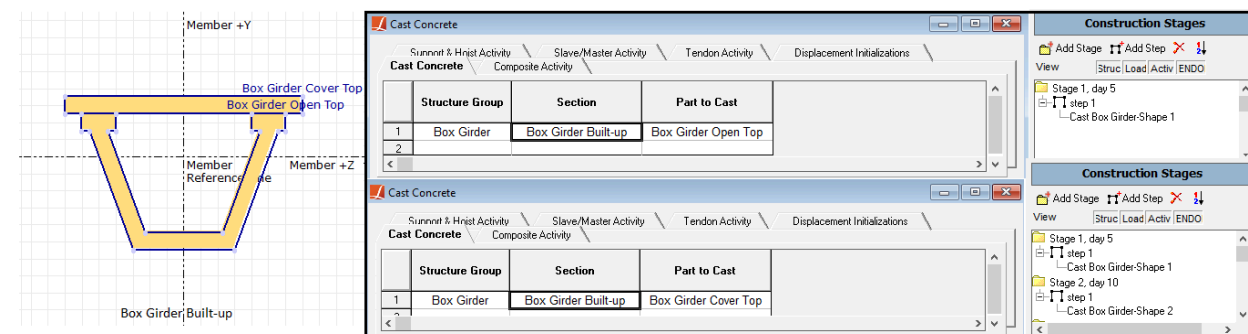 Member +Y
Box Girder Cover Top
Box Girder Open Top
Member
Reference
Member +Z
Box Girder Built-up
Cast Concrete
Support & Hoist Activity
Slave/Master Activity
Tendon Activity
Displacement Initializations
Cast Concrete
Composite Activity
Structure Group Section Part to Cast
1 Box Girder Box Girder Built-up Box Girder Open Top
2
Construction Stages
Add Stage Add Step
View Struc Load Activ ENDO
Stage 1, day 5
step 1
Cast Box Girder-Shape 1
Cast Concrete
Support & Hoist Activity
Slave/Master Activity
Tendon Activity
Displacement Initializations
Cast Concrete
Composite Activity
Structure Group Section Part to Cast
1 Box Girder Box Girder Built-up Box Girder Cover Top
Construction Stages
Add Stage Add Step
View Struc Load Activ ENDO
Stage 1, day 5
step 1
Cast Box Girder-Shape 1
Stage 2, day 10
step 1
Cast Box Girder-Shape 2